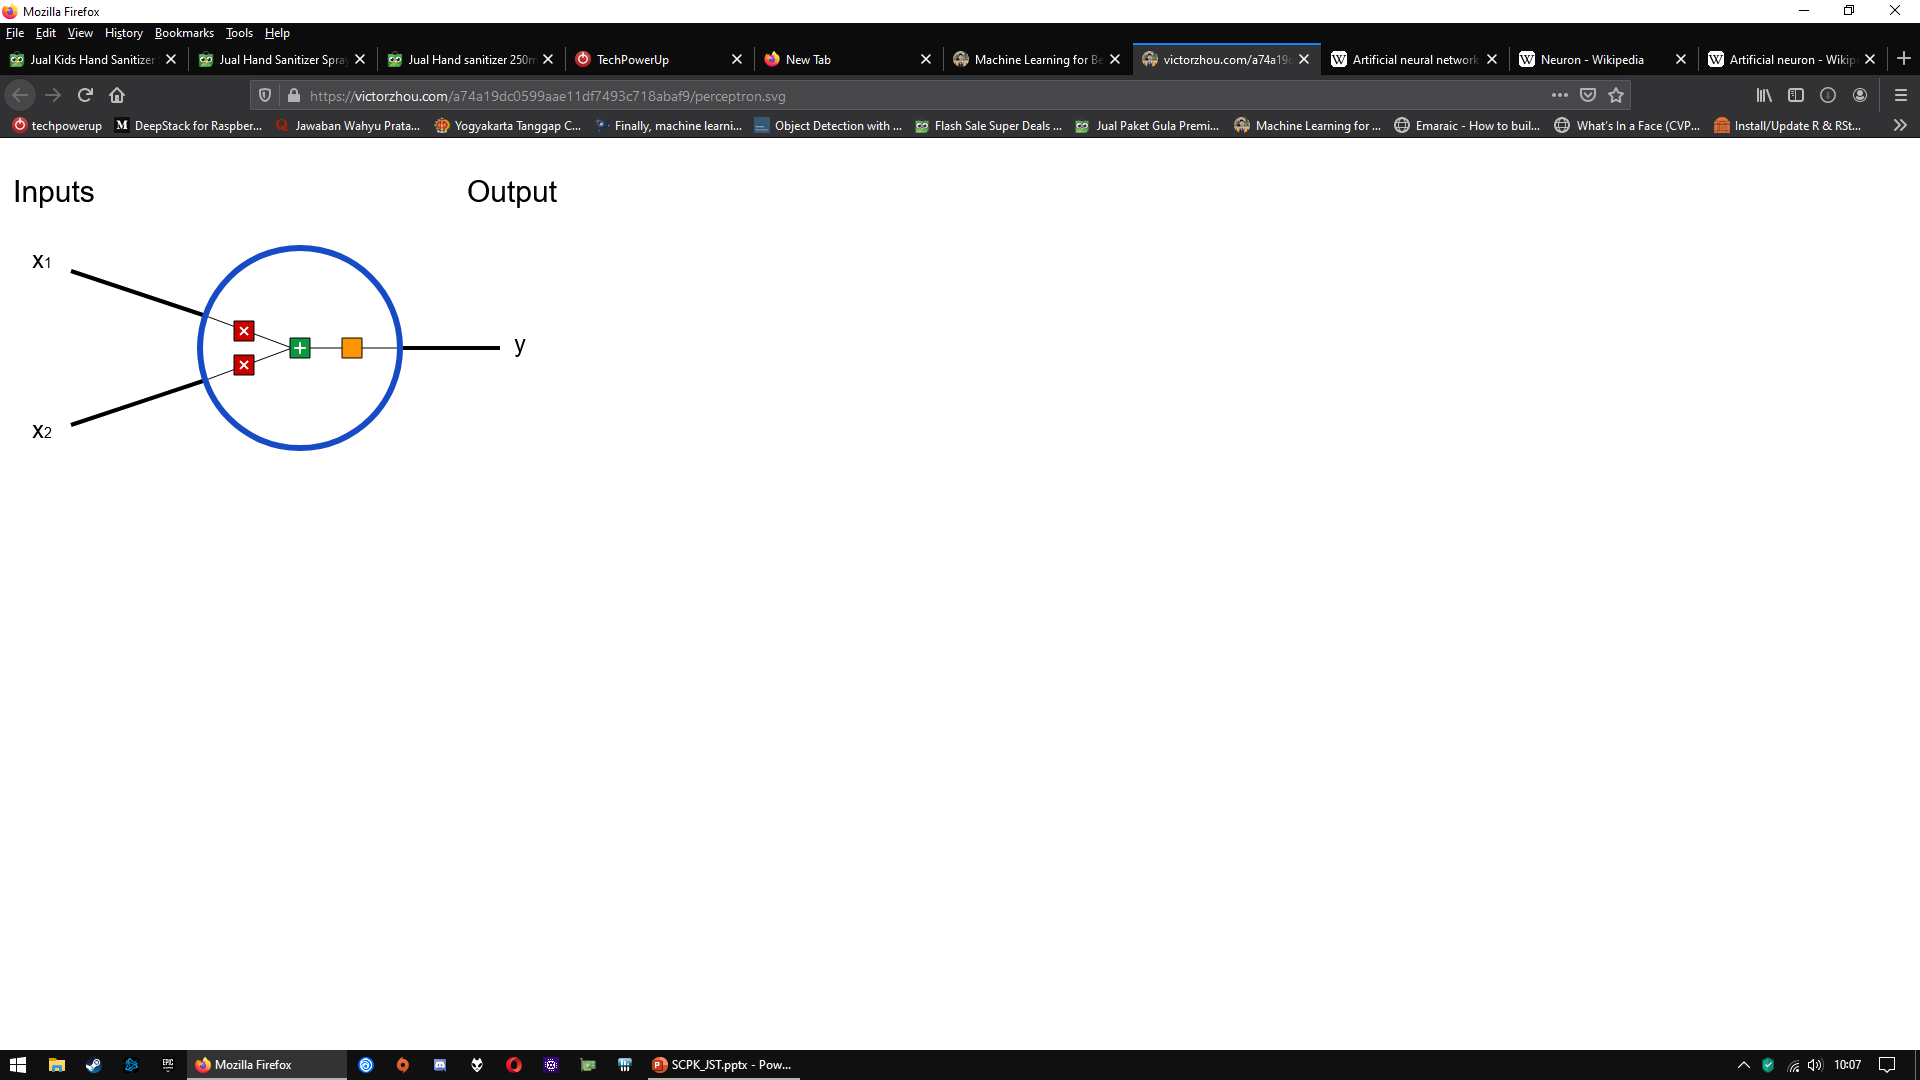 Mozilla Firefox
File Edit View History Bookmarks Tools Help
Jual Kids Hand Sanitizer
Jual Hand Sanitizer Spra
Jual Hand sanitizer 250m
TechPowerUp
New Tab
Machine Learning for Be
victorzhou.com/a74a19dc
Artificial neural network
Neuron - Wikipedia
Artificial neuron - Wikip
https://victorzhou.com/a74a19dc0599aae11df7493c718abaf9/perceptron.svg
techpowerup
DeepStack for Raspber...
Jawaban Wahyu Prata...
Yogyakarta Tanggap C...
Finally, machine learni...
Object Detection with ...
Flash Sale Super Deals ...
Jual Paket Gula Premi...
Machine Learning for ...
Emaraic - How to buil...
What's In a Face (CVP...
Install/Update R & RSt...
Inputs Output
x1
y
x2
EPIC
Mozilla Firefox
SCPK_JST.pptx - Pow...
10:07